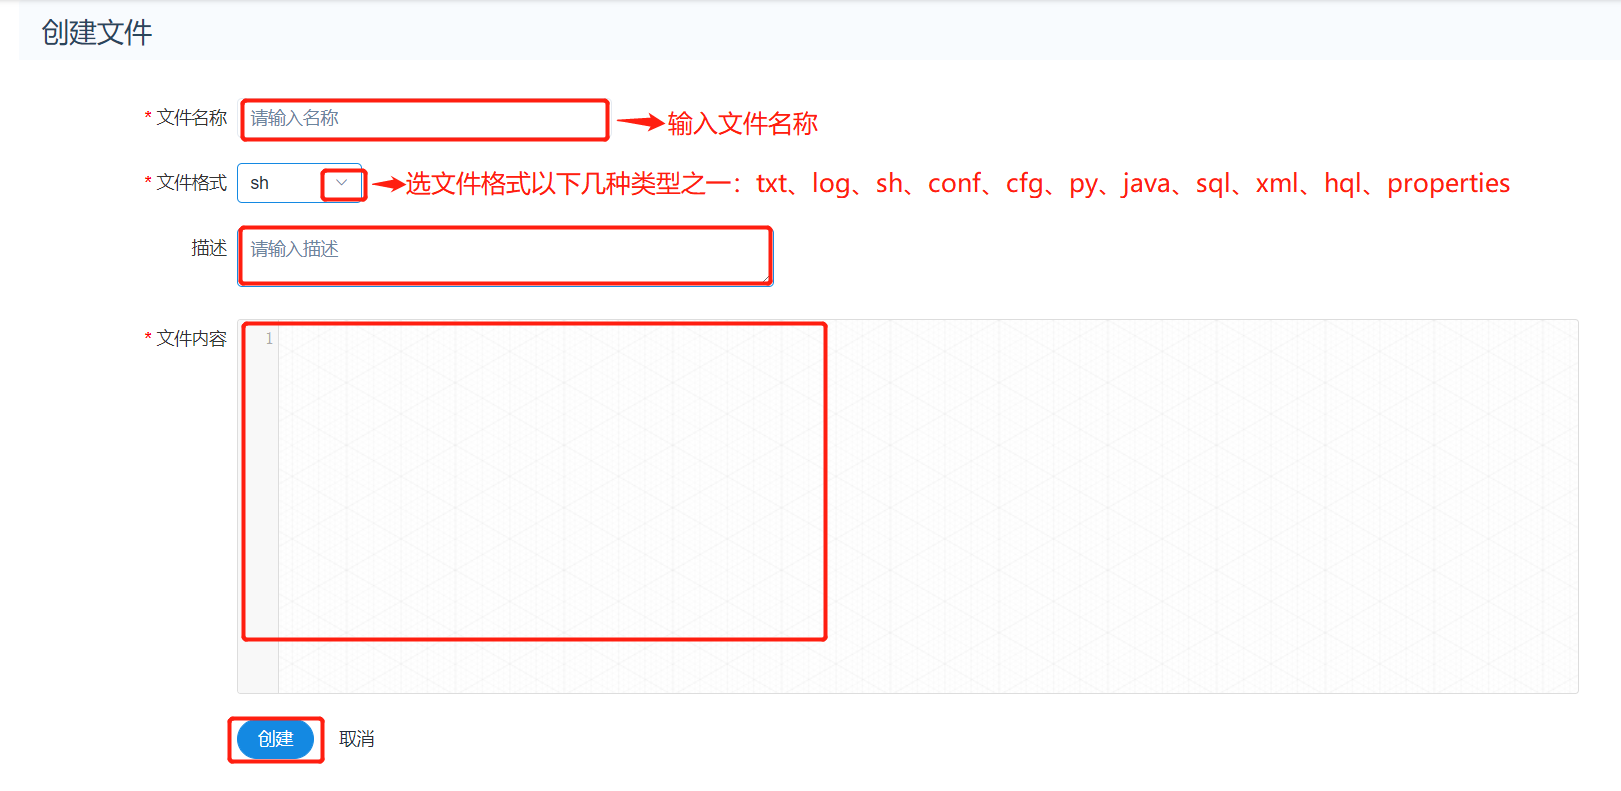 创建文件
* 文件名称 请输入名称 输入文件名称
* 文件格式 sh 选文件格式以下几种类型之一：txt、log、sh、conf、cfg、py、java、sql、xml、hql、properties
描述 请输入描述
* 文件内容 1
创建 取消